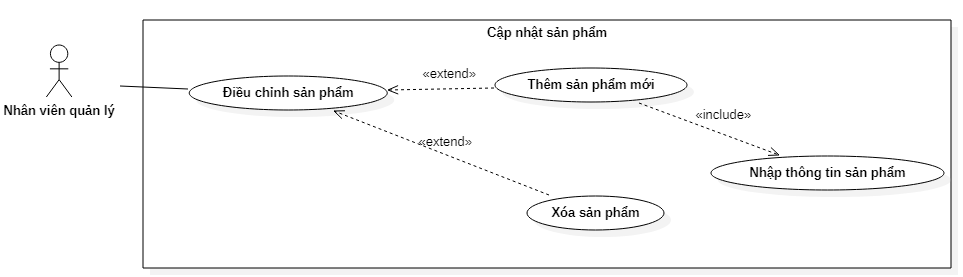 Cập nhật sản phẩm
Nhân viên quản lý
Điều chỉnh sản phẩm
«extend»
Thêm sản phẩm mới
«include»
«extend»
Nhập thông tin sản phẩm
Xóa sản phẩm